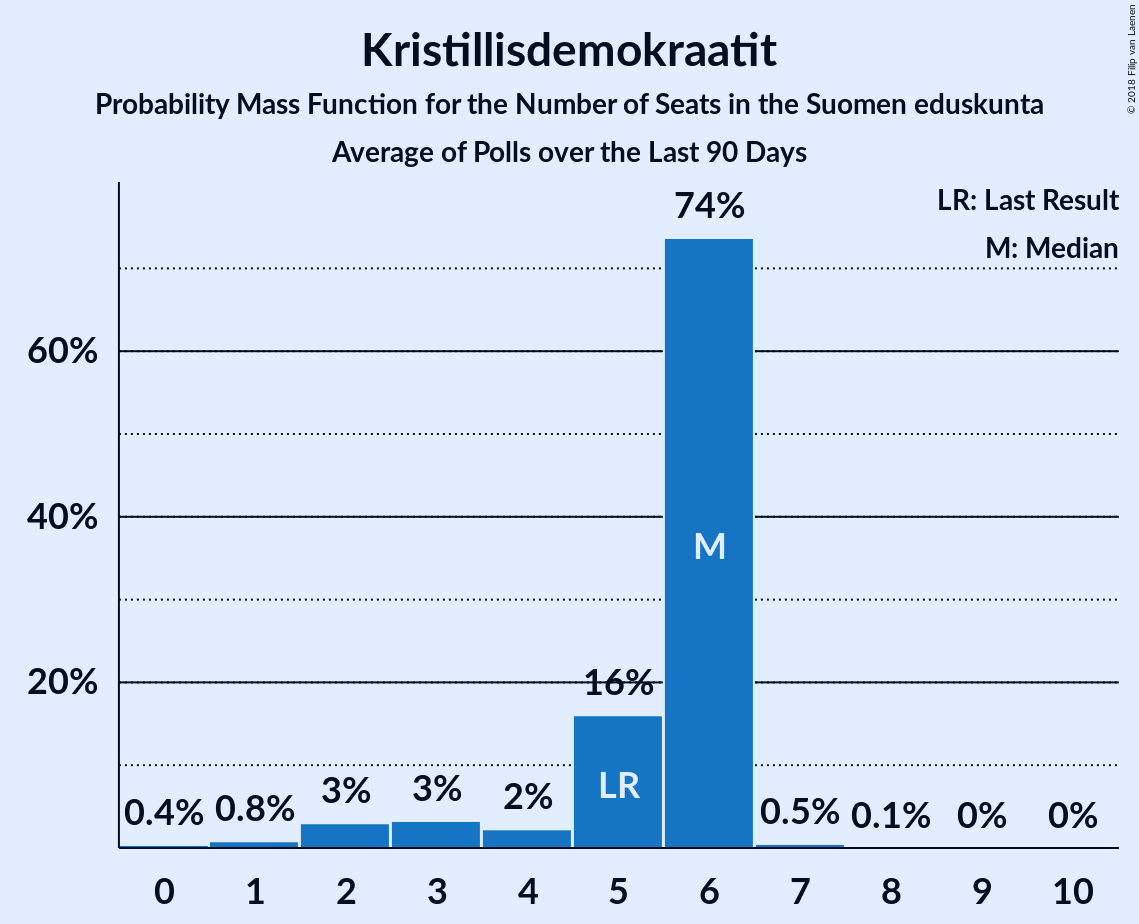 Kristillisdemokraatit
Probability Mass Function for the Number of Seats in the Suomen eduskunta
Average of Polls over the Last 90 Days
© 2018 Filip van Laenen
LR: Last Result
M: Median
60%
40%
20%
0.4%
0.8%
3%
3%
2%
16%
74%
0.5%
0.1%
0%
0%
LR
M
0 1 2 3 4 5 6 7 8 9 10